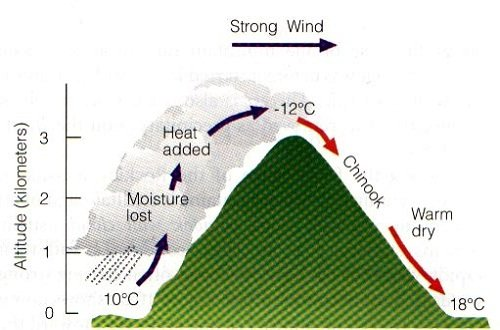 Strong Wind
-12°C
Heat
added
Chinook
Moisture
lost
Warm
dry
10°C
18°C
Altitude (kilometers)
3
2
1
0